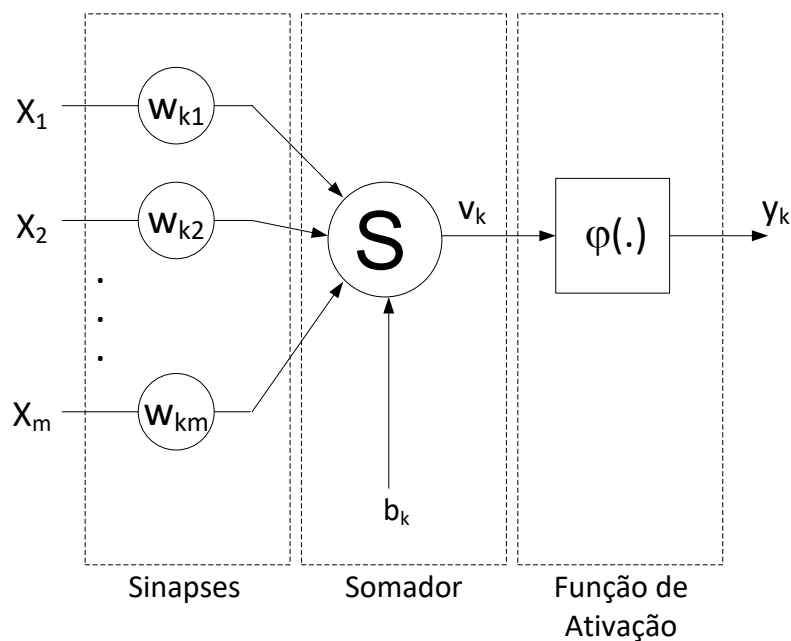 X1
wk1
X2
wk2
.
.
.
Xm
wkm
S
bk
vk
φ(.)
yk
Sinapses
Somador
Função de
Ativação